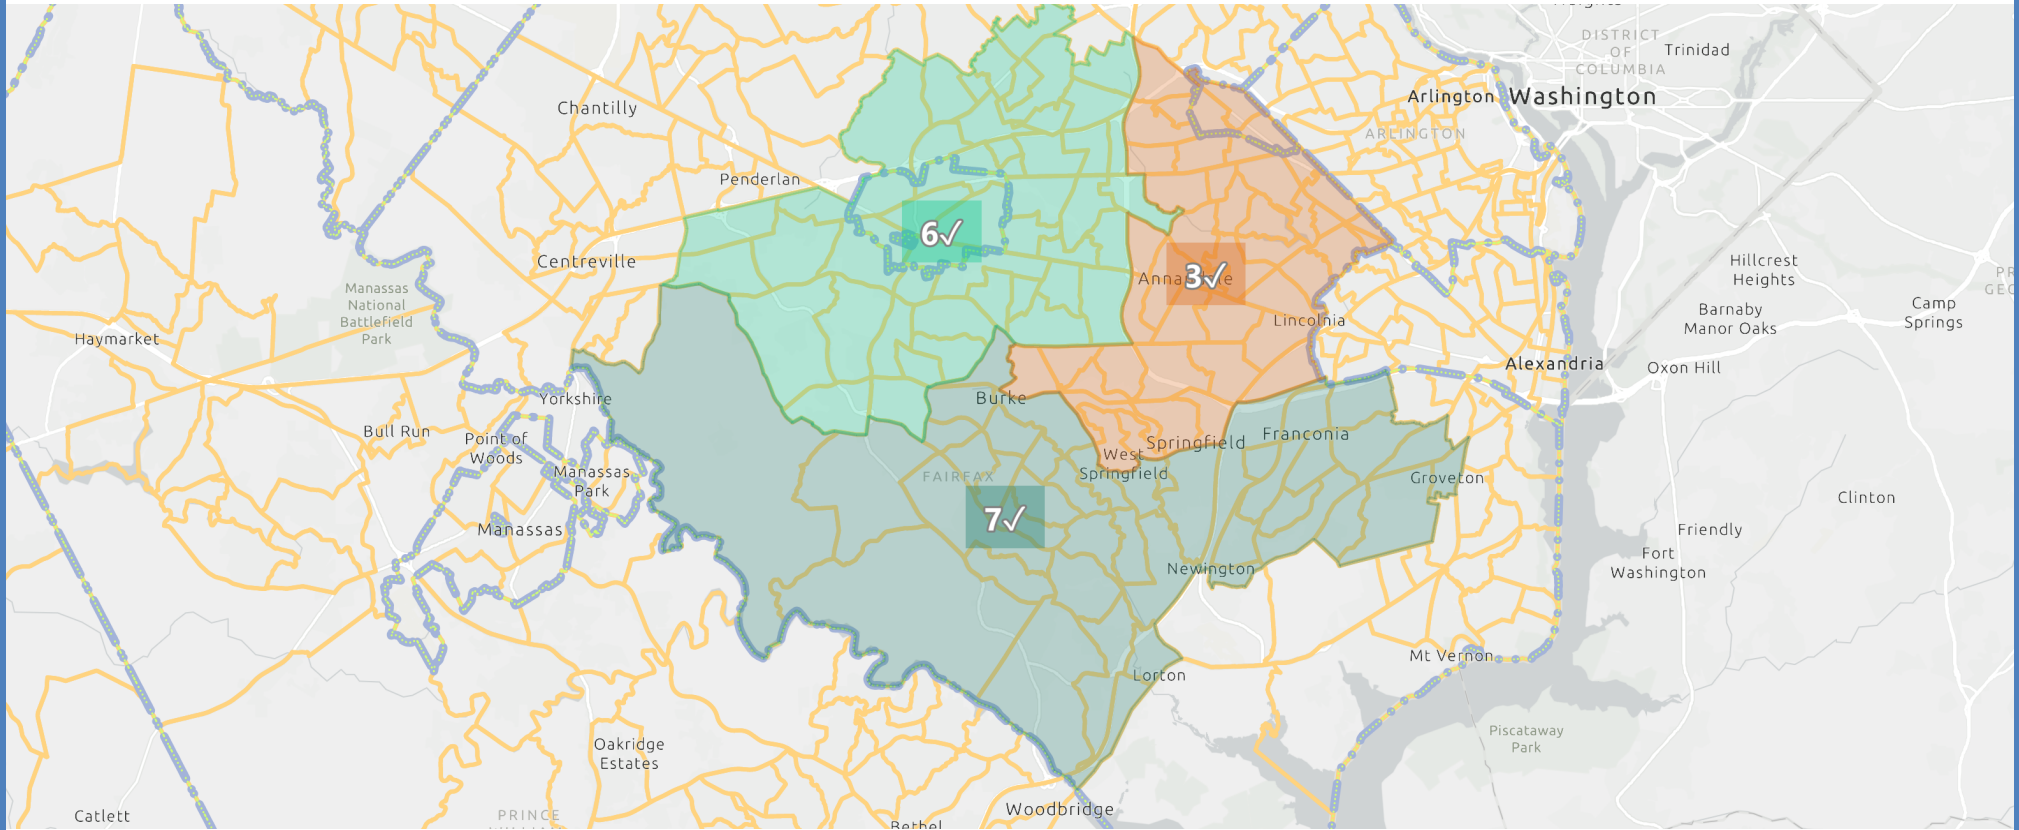 DISTRICT
OF
COLUMBIA
Trinidad
Chantilly
Arlington
Washington
ARLINGTON
Penderlan
6✓
Centreville
Hillcrest
Heights
3✓
Manassas
National
Battlefield
Park
Haymarket
Lincolnia
Barnaby
Manor Oaks
Camp
Springs
Alexandria
Oxon Hill
Yorkshire
Burke
Bull Run
Point of
Woods
Springfield
Franconia
West
Springfield
Manassas
Park
FAIRFAX
Groveton
Clinton
7✓
Manassas
Friendly
Newington
Fort
Washington
Mt Vernon
Lorton
Oakridge
Estates
Piscataway
Park
Woodbridge
Catlett
PRINCE
Bethel